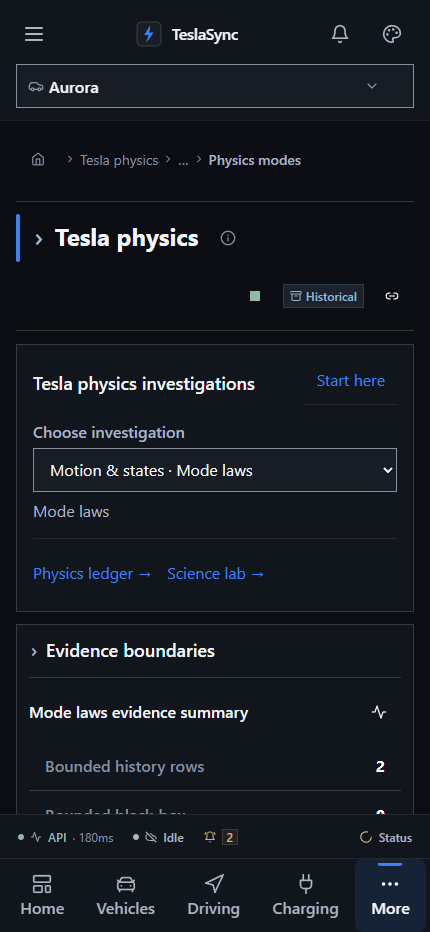 TeslaSync
Aurora
Tesla physics
...
Physics modes
Tesla physics
Historical
Tesla physics investigations
Start here
Choose investigation
Motion & states · Mode laws
Mode laws
Physics ledger →
Science lab →
Evidence boundaries
Mode laws evidence summary
Bounded history rows
2
API · 180ms
Idle
2
Status
Home
Vehicles
Driving
Charging
More